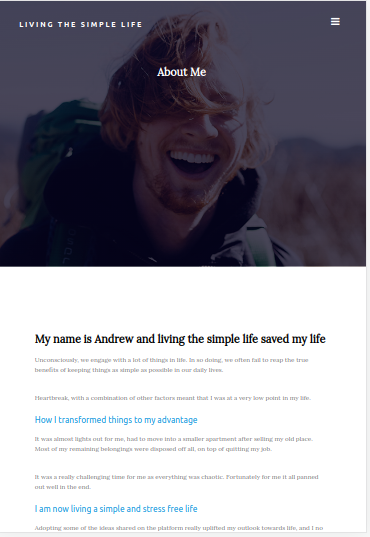 LIVING THE SIMPLE LIFE
About Me
My name is Andrew and living the simple life saved my life
Unconsciously, we engage with a lot of things in life. In so doing, we often fail to reap the true
benefits of keeping things as simple as possible in our daily lives.
Heartbreak, with a combination of other factors meant that I was at a very low point in my life.
How I transformed things to my advantage
It was almost lights out for me, had to move into a smaller apartment after selling my old place.
Most of my remaining belongings were disposed off all, on top of quitting my job.
It was a really challenging time for me as everything was chaotic. Fortunately for me it all panned
out well in the end.
I am now living a simple and stress free life
Adopting some of the ideas shared on the platform really uplifted my outlook towards life, and I no